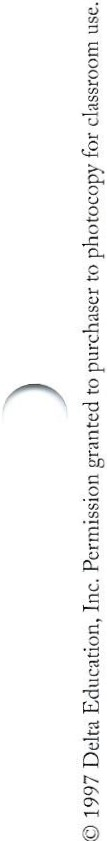 © 1997 Delta Education, Inc. Permission granted to purchaser to photocopy for classroom use.